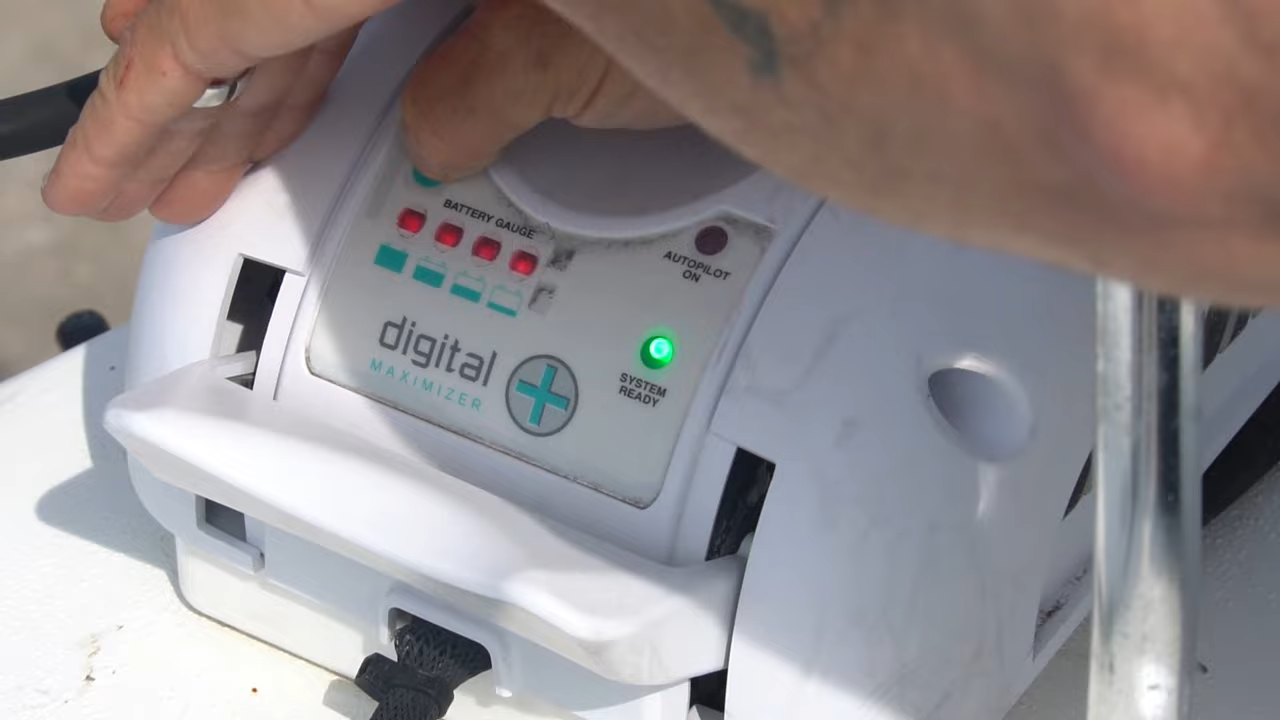 BATTERY GAUGE
AUTOPILOT
ON
digital
MAXIMIZER
SYSTEM
READY